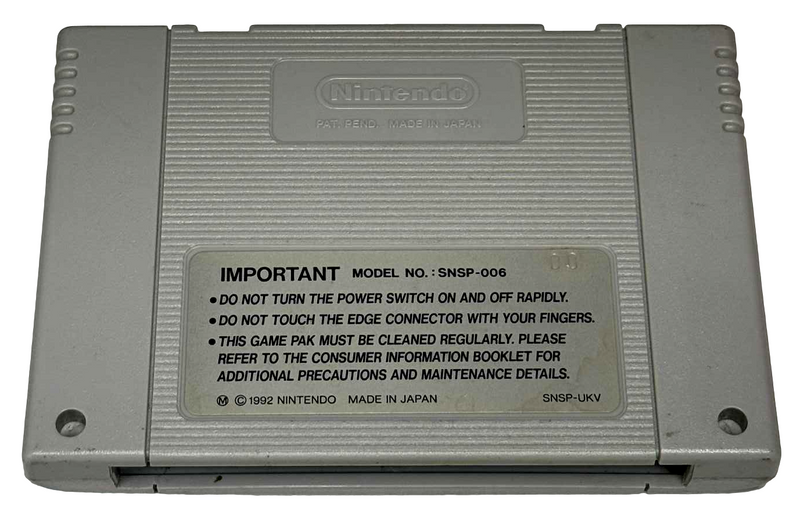 Nintendo
PAT. PEND. MADE IN JAPAN
00
IMPORTANT MODEL NO. : SNSP-006
• DO NOT TURN THE POWER SWITCH ON AND OFF RAPIDLY.
• DO NOT TOUCH THE EDGE CONNECTOR WITH YOUR FINGERS.
• THIS GAME PAK MUST BE CLEANED REGULARLY. PLEASE
REFER TO THE CONSUMER INFORMATION BOOKLET FOR
ADDITIONAL PRECAUTIONS AND MAINTENANCE DETAILS.
Ⓜ © 1992 NINTENDO MADE IN JAPAN SNSP-UKV